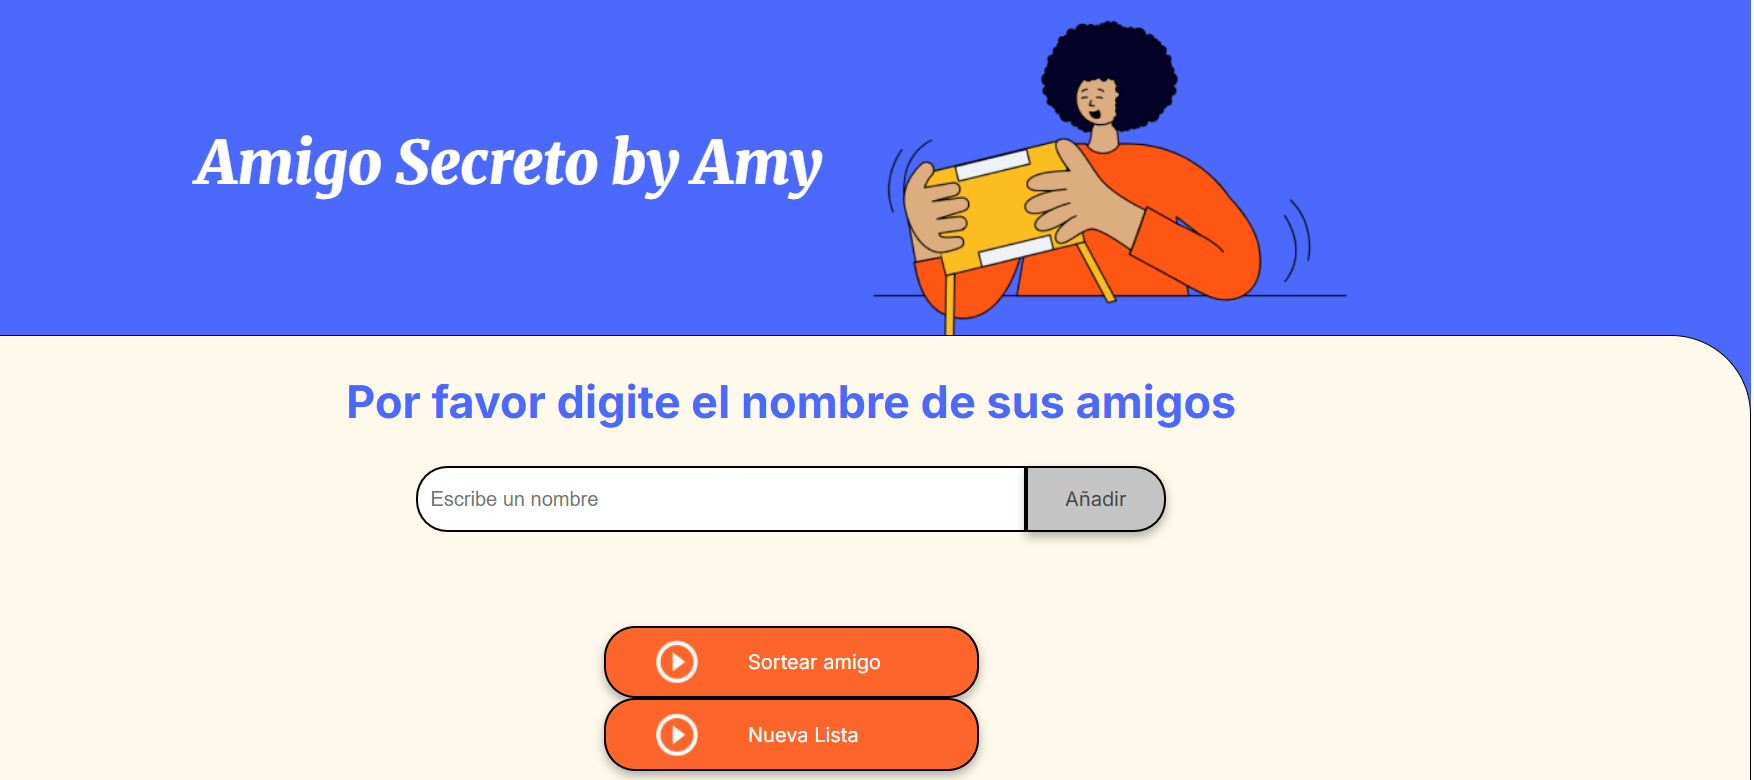 Amigo Secreto by Amy
Por favor digite el nombre de sus amigos
Escribe un nombre
Añadir
Sortear amigo
Nueva Lista